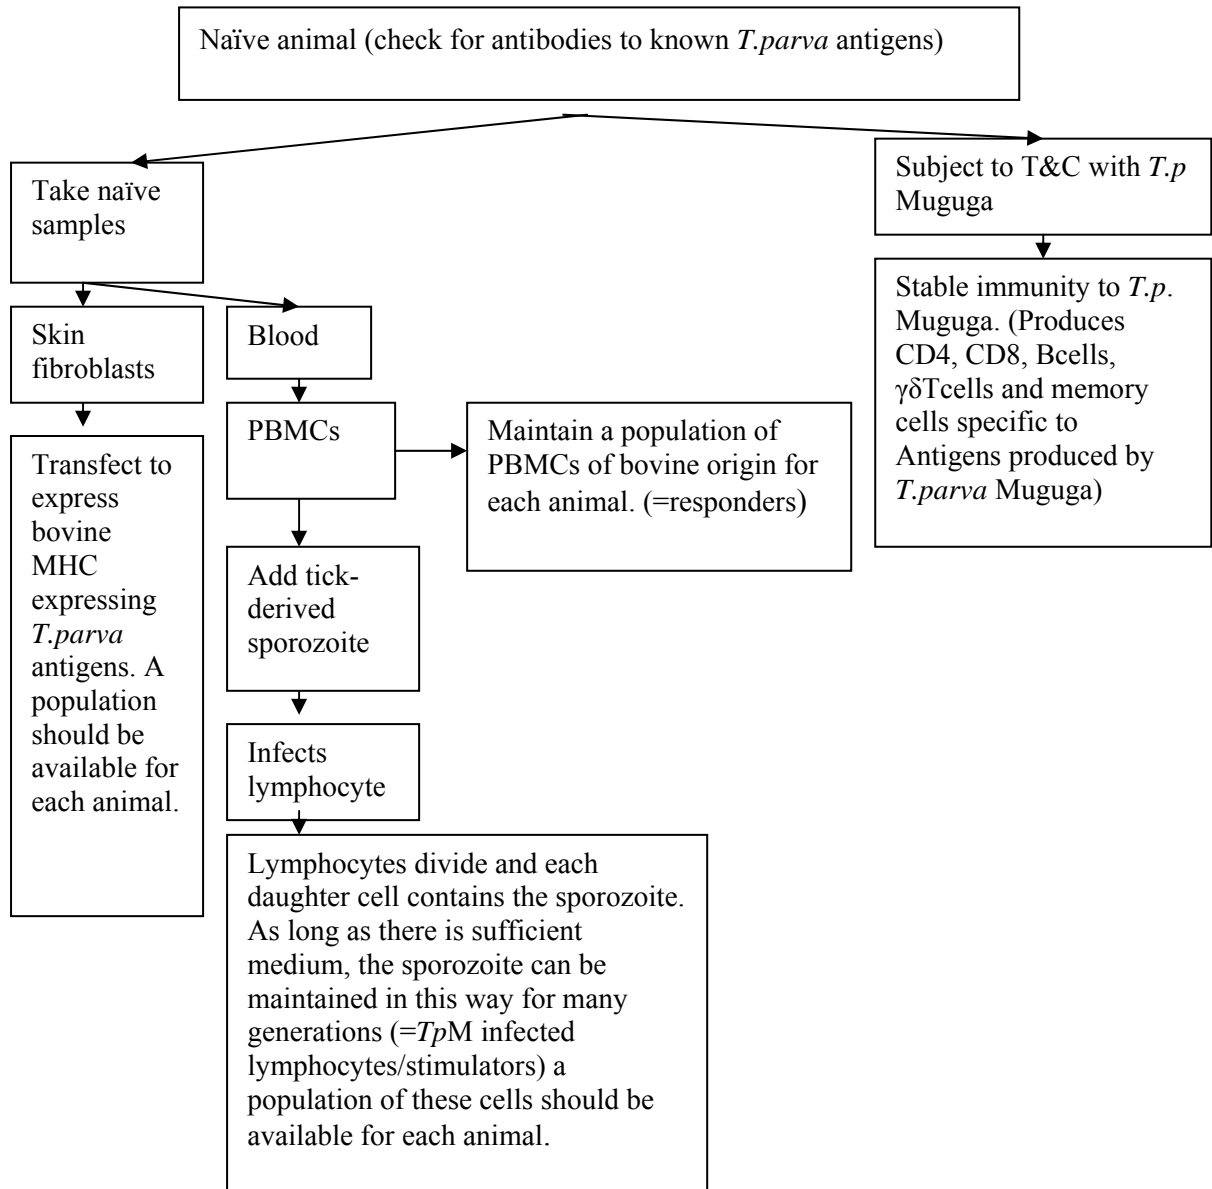 Naïve animal (check for antibodies to known T.parva antigens)
Take naïve
samples
Subject to T&C with T.p
Muguga
Skin
fibroblasts
Blood
Stable immunity to T.p.
Muguga. (Produces
CD4, CD8, Bcells,
γδTcells and memory
cells specific to
Antigens produced by
T.parva Muguga)
Transfect to
express
bovine
MHC
expressing
T.parva
antigens. A
population
should be
available for
each animal.
PBMCs
Maintain a population of
PBMCs of bovine origin for
each animal. (=responders)
Add tick-
derived
sporozoite
Infects
lymphocyte
Lymphocytes divide and each
daughter cell contains the sporozoite.
As long as there is sufficient
medium, the sporozoite can be
maintained in this way for many
generations (=TpM infected
lymphocytes/stimulators) a
population of these cells should be
available for each animal.